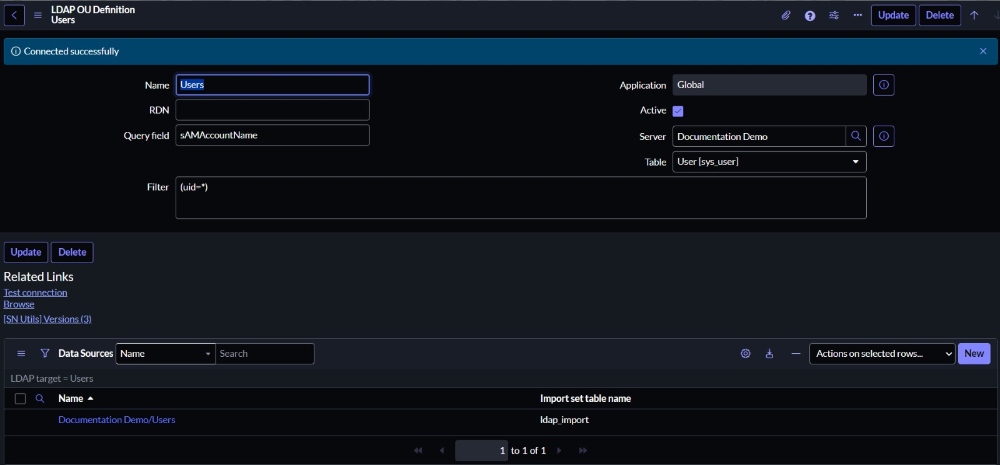 LDAP OU Definition
Users
Update Delete
Connected successfully
Name Users
Application Global
RDN
Active
Query field sAMAccountName
Server Documentation Demo
Table User [sys_user]
Filter (uid=*)
Update Delete
Related Links
Test connection
Browse
[SN Utils] Versions (3)
Data Sources Name Search Actions on selected rows... New
LDAP target = Users
Name Import set table name
Documentation Demo/Users ldap_import
1 to 1 of 1